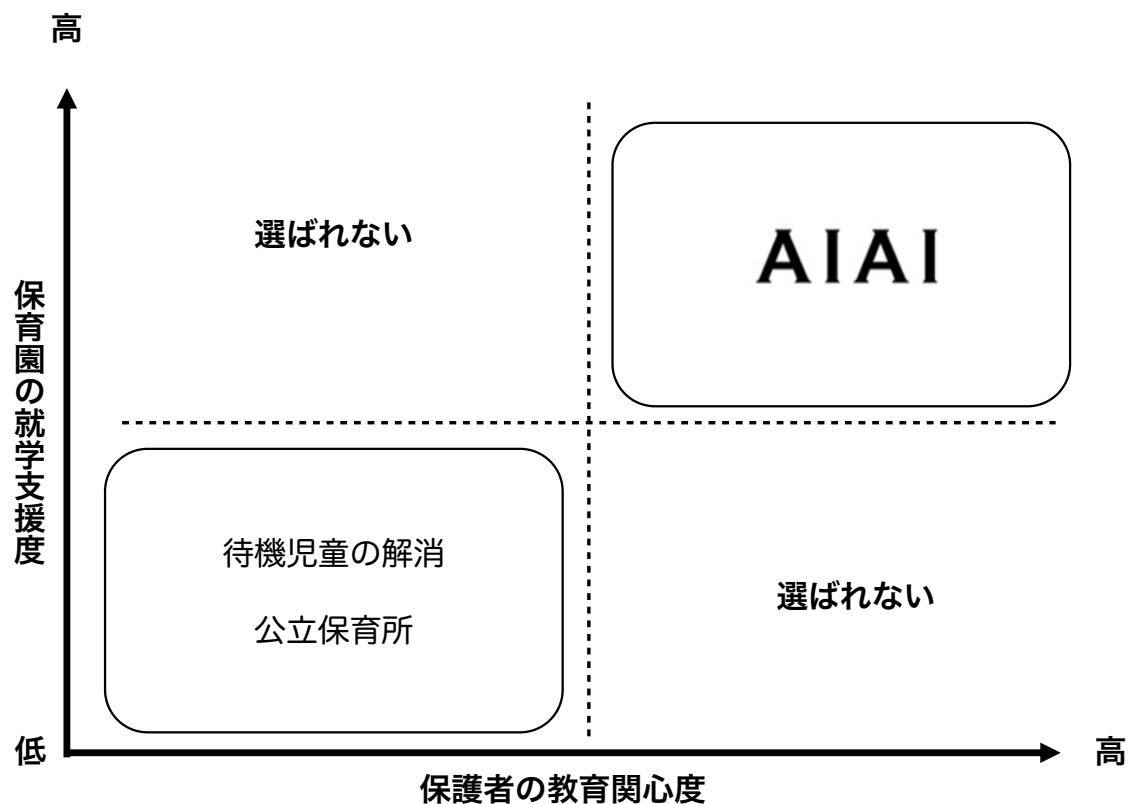 高
選ばれない
AIAI
保育園の就学支援度
待機児童の解消
公立保育所
選ばれない
低
高
保護者の教育関心度